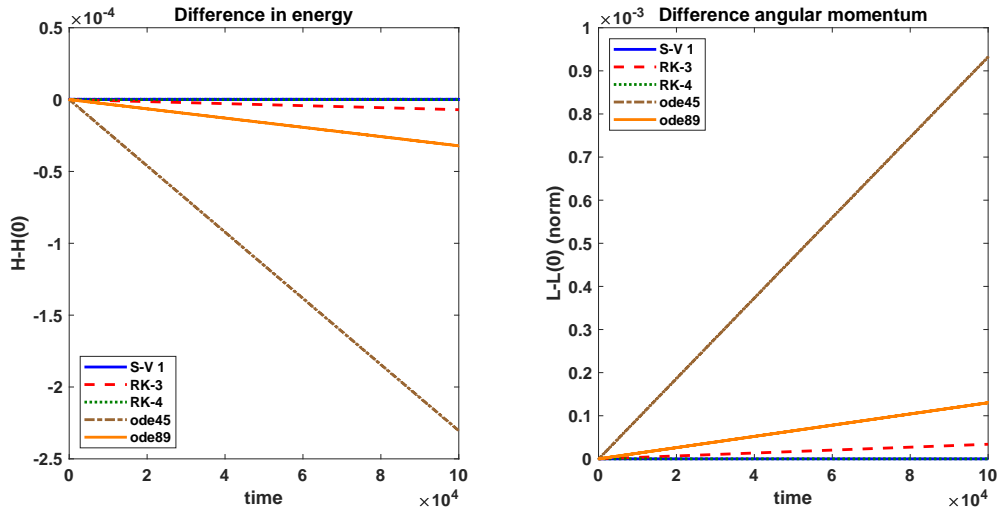 Difference in energy
×10^-4
0.5
0
-0.5
-1
-1.5
-2
-2.5
H-H(0)
S-V 1
RK-3
RK-4
ode45
ode89
0 2 4 6 8 10
time
×10^4
Difference angular momentum
×10^-3
1
0.9
0.8
0.7
0.6
0.5
0.4
0.3
0.2
0.1
0
L-L(0) (norm)
S-V 1
RK-3
RK-4
ode45
ode89
0 2 4 6 8 10
time
×10^4